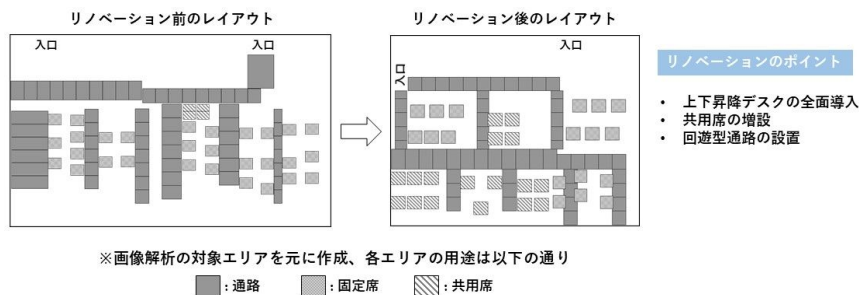 リノベーション前のレイアウト
入口
入口
リノベーション後のレイアウト
入口
入口
リノベーションのポイント
• 上下昇降デスクの全面導入
• 共用席の増設
• 回遊型通路の設置
※画像解析の対象エリアを元に作成、各エリアの用途は以下の通り
:通路
:固定席
:共用席